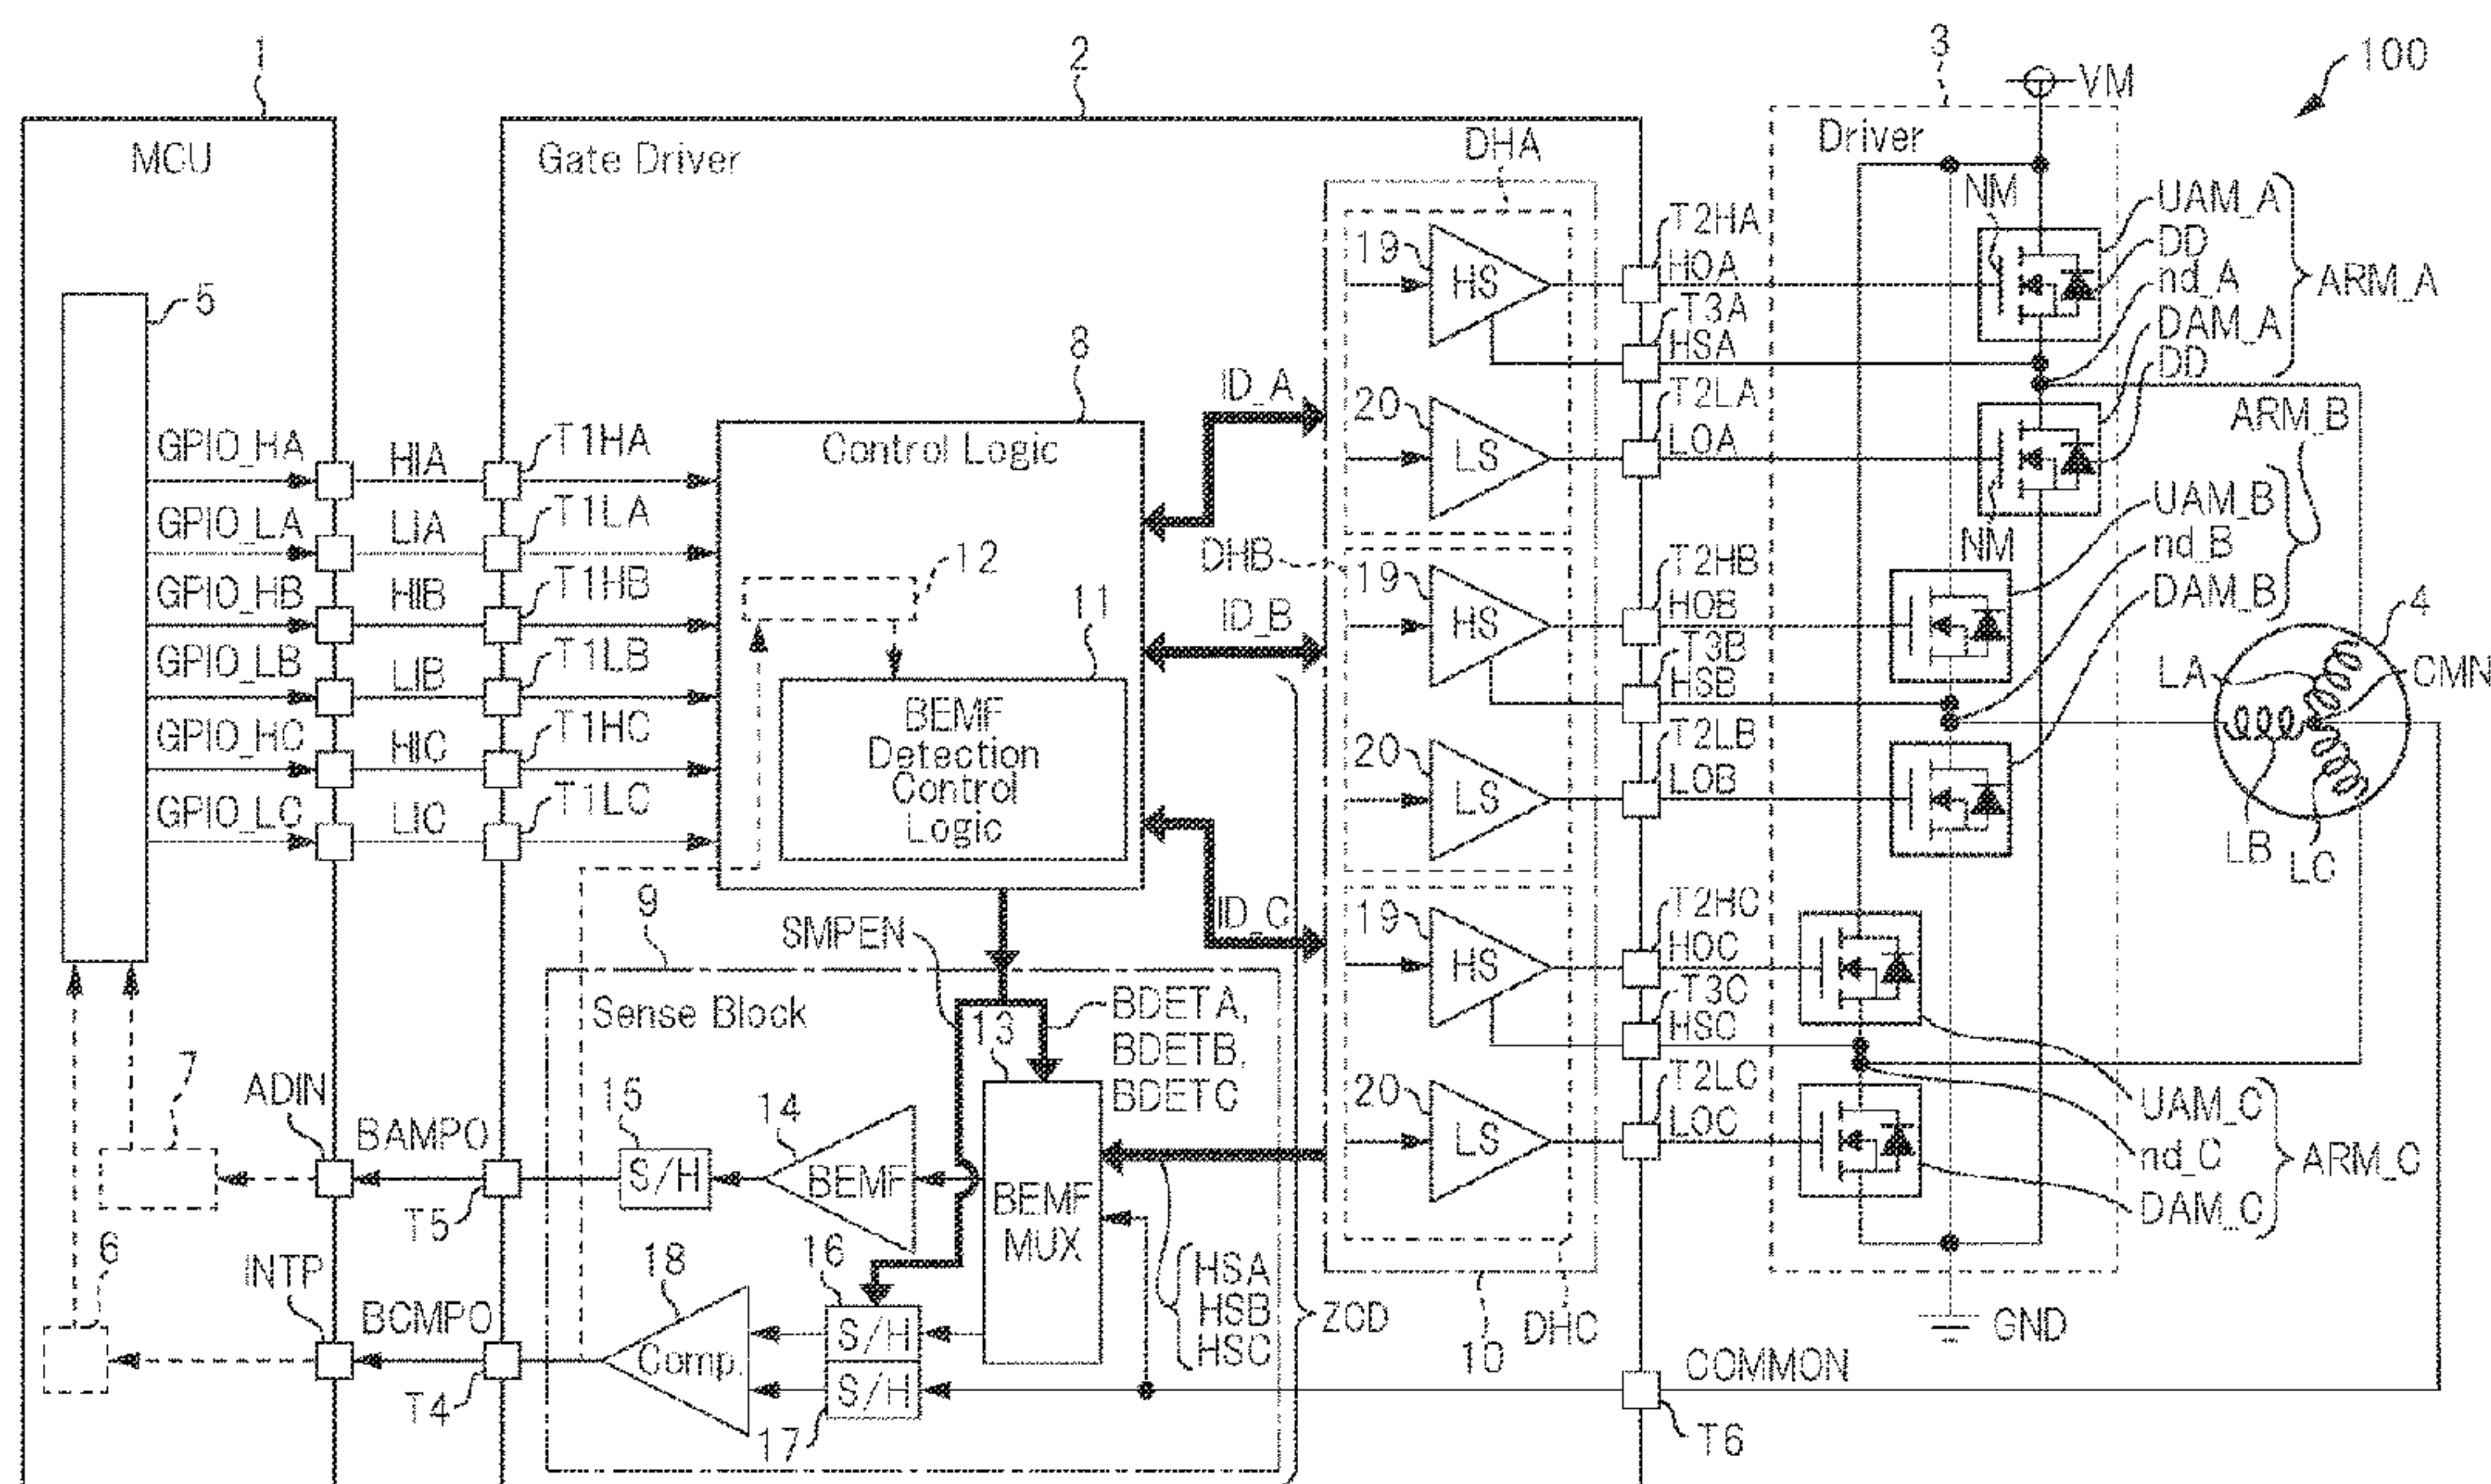 1
2
3
100
VM
MCU
Gate Driver
Driver
DHA
NM
UAM_A
DD
nd_A
DAM_A
DD
ARM_A
T2HA
HOA
T3A
HSA
T2LA
LOA
19
HS
20
LS
5
8
ID_A
Control Logic
ARM_B
GPIO_HA
HIA
T1HA
GPIO_LA
LIA
T1LA
GPIO_HB
HIB
T1HB
GPIO_LB
LIB
T1LB
GPIO_HC
HIC
T1HC
GPIO_LC
LIC
T1LC
12
11
BEMF
Detection
Control
Logic
DHB
ID_B
19
HS
20
LS
T2HB
HOB
T3B
HSB
T2LB
LOB
NM
UAM_B
nd_B
DAM_B
4
LA
CMN
LB
LC
9
SMPEN
ID_C
19
HS
20
LS
T2HC
HOC
T3C
HSC
T2LC
LOC
Sense Block
13
BDETA,
BDETB,
BDETC
7
ADIN
BAMPO
T5
15
S/H
14
BEMF
BEMF
MUX
UAM_C
nd_C
DAM_C
ARM_C
6
INTP
BCMPO
T4
18
Comp.
16
S/H
S/H
17
HSA
HSB
HSC
ZCD
10
DHC
GND
COMMON
T6